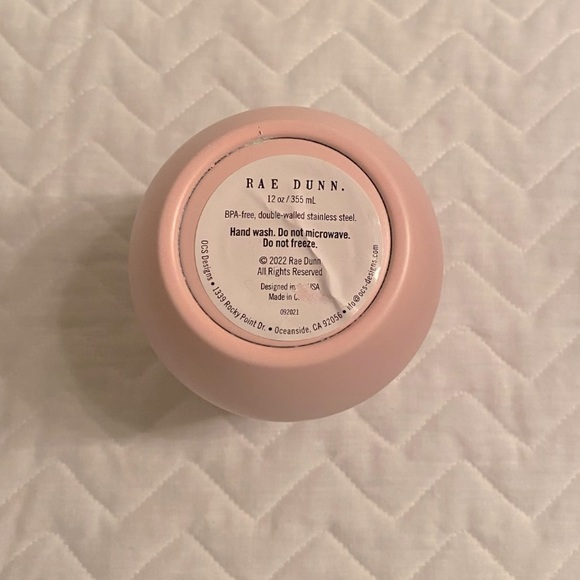 RAE DUNN.
12 oz / 355 mL
BPA-free, double-walled stainless steel.
Hand wash. Do not microwave.
Do not freeze.
© 2022 Rae Dunn
All Rights Reserved
Designed in USA
Made in
092021
OCS Designs • 1339 Rocky Point Dr. • Oceanside, CA 92056 • info@ocs-designs.com